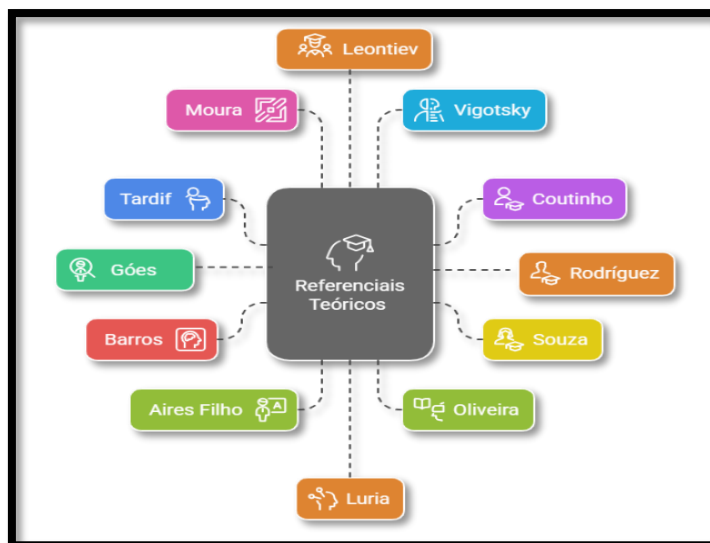 Leontiev
Moura
Vigotsky
Tardif
Coutinho
Góes
Referenciais
Teóricos
Rodríguez
Barros
Souza
Aires Filho
A
Oliveira
Luria